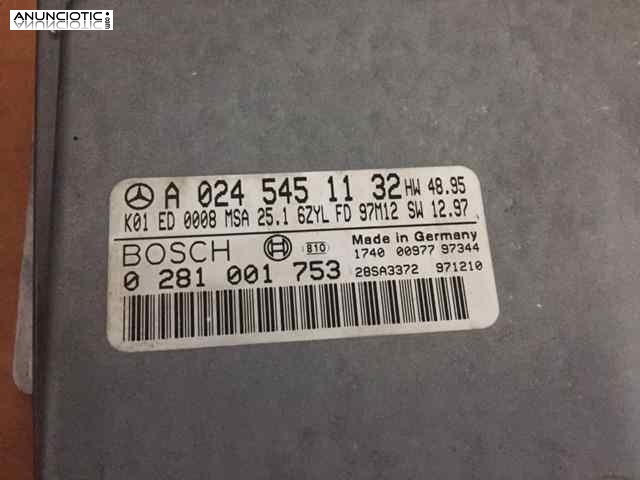 ANUNCIOTIC.com
A 024 545 11 32 HW 48.95
K01 ED 0008 MSA 25.1 6ZYL FD 97M12 SW 12.97
BOSCH 810 Made in Germany
1740 00977 97344
0 281 001 753 28SA3372 971210